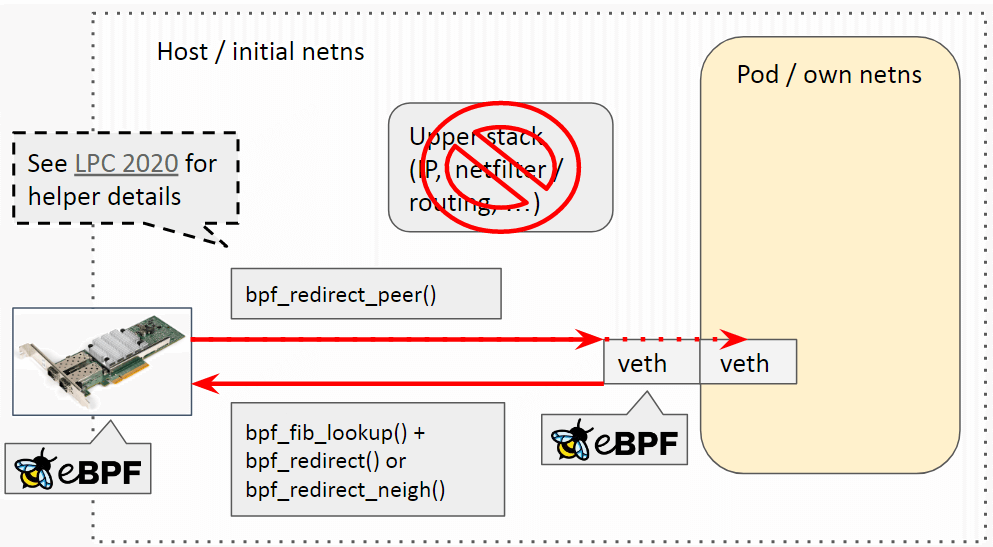 Host / initial netns
Pod / own netns
See LPC 2020 for
helper details
Upper stack
(IP, netfilter /
routing, ...)
bpf_redirect_peer()
veth
veth
bpf_fib_lookup() +
bpf_redirect() or
bpf_redirect_neigh()
eBPF
eBPF